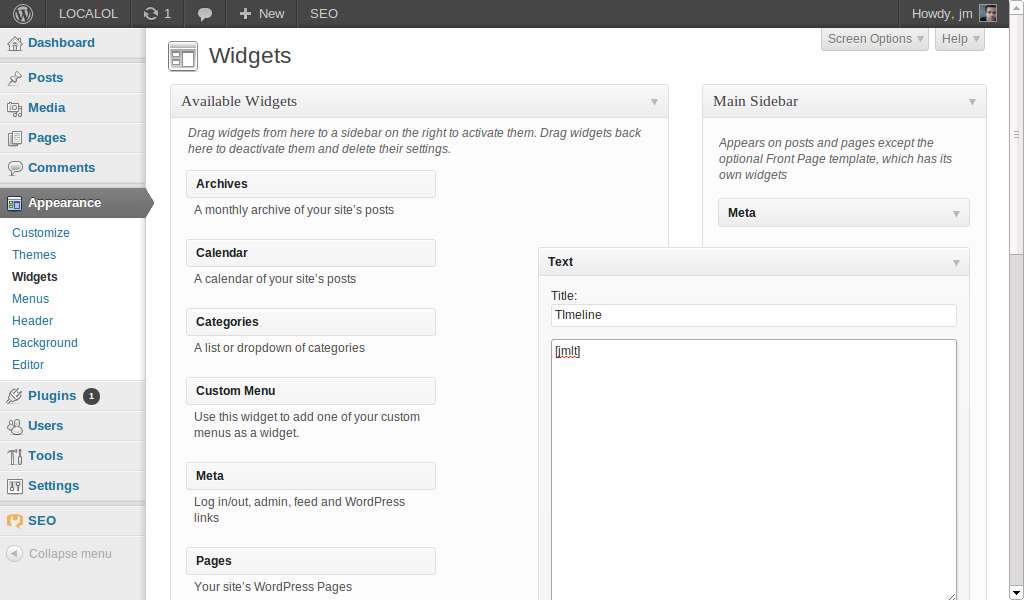 LOCALOL
1
New
SEO
Howdy, jm
Dashboard
Posts
Media
Pages
Comments
Appearance
Customize
Themes
Widgets
Menus
Header
Background
Editor
Plugins 1
Users
Tools
Settings
SEO
Collapse menu
Screen Options
Help
Widgets
Available Widgets
Drag widgets from here to a sidebar on the right to activate them. Drag widgets back
here to deactivate them and delete their settings.
Archives
A monthly archive of your site's posts
Calendar
A calendar of your site's posts
Categories
A list or dropdown of categories
Custom Menu
Use this widget to add one of your custom
menus as a widget.
Meta
Log in/out, admin, feed and WordPress
links
Pages
Your site's WordPress Pages
Main Sidebar
Appears on posts and pages except the
optional Front Page template, which has its
own widgets
Meta
Text
Title:
TImeline
[jmlt]